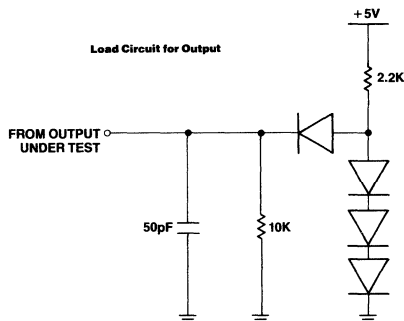 +5V
Load Circuit for Output
2.2K
FROM OUTPUT
UNDER TEST
50pF
10K